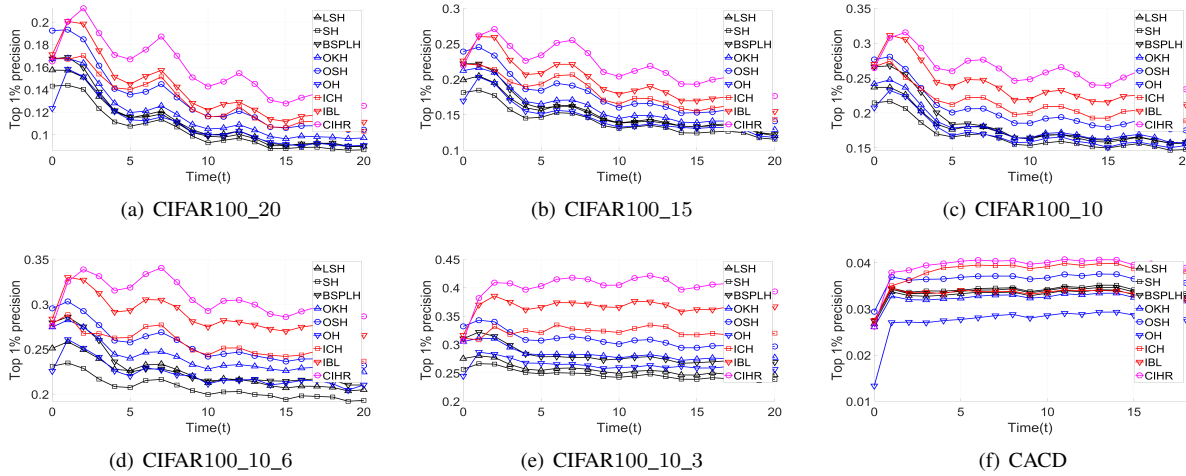 0.2
0.18
0.16
0.14
0.12
0.1
Top 1% precision
0 5 10 15 20
Time(t)
LSH
SH
BSPLH
OKH
OSH
OH
ICH
IBL
CIHR
(a) CIFAR100_20
0.3
0.25
0.2
0.15
0.1
Top 1% precision
0 5 10 15 20
Time(t)
LSH
SH
BSPLH
OKH
OSH
OH
ICH
IBL
CIHR
(b) CIFAR100_15
0.35
0.3
0.25
0.2
0.15
Top 1% precision
0 5 10 15
Time(t)
LSH
SH
BSPLH
OKH
OSH
OH
ICH
IBL
CIHR
(c) CIFAR100_10
0.35
0.3
0.25
0.2
Top 1% precision
0 5 10 15 20
Time(t)
LSH
SH
BSPLH
OKH
OSH
OH
ICH
IBL
CIHR
(d) CIFAR100_10_6
0.45
0.4
0.35
0.3
0.25
0.2
Top 1% precision
0 5 10 15 20
Time(t)
LSH
SH
BSPLH
OKH
OSH
OH
ICH
IBL
CIHR
(e) CIFAR100_10_3
0.04
0.03
0.02
0.01
Top 1% precision
0 5 10 15
Time(t)
LSH
SH
BSPLH
OKH
OSH
OH
ICH
IBL
CIHR
(f) CACD